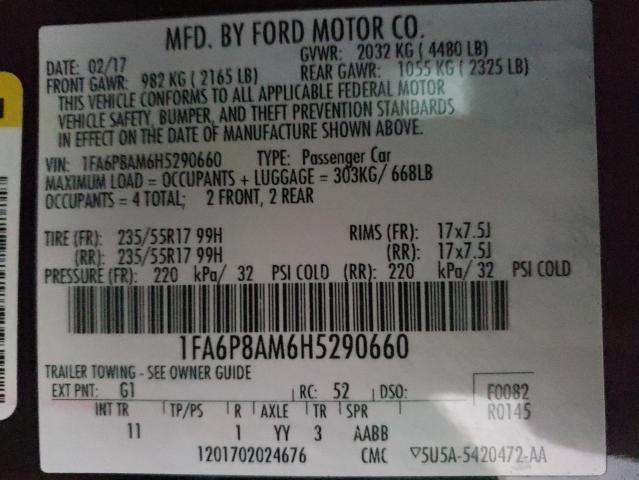 MFD. BY FORD MOTOR CO.
DATE: 02/17 GVWR: 2032 KG ( 4480 LB)
FRONT GAWR: 982 KG ( 2165 LB) REAR GAWR: 1055 KG ( 2325 LB)
THIS VEHICLE CONFORMS TO ALL APPLICABLE FEDERAL MOTOR
VEHICLE SAFETY, BUMPER, AND THEFT PREVENTION STANDARDS
IN EFFECT ON THE DATE OF MANUFACTURE SHOWN ABOVE.
VIN: 1FA6P8AM6H5290660 TYPE: Passenger Car
MAXIMUM LOAD = OCCUPANTS + LUGGAGE = 303KG/ 668LB
OCCUPANTS = 4 TOTAL; 2 FRONT, 2 REAR
TIRE (FR): 235/55R17 99H RIMS (FR): 17x7.5J
(RR): 235/55R17 99H (RR): 17x7.5J
PRESSURE (FR): 220 kPa/ 32 PSI COLD (RR): 220 kPa/ 32 PSI COLD
1FA6P8AM6H5290660
TRAILER TOWING - SEE OWNER GUIDE
EXT PNT: G1 RC: 52 DSO: F0082
R0145
INT TR TP/PS R AXLE TR SPR
11 1 YY 3 AABB
1201702024676 CMC ▽5U5A-5420472-AA